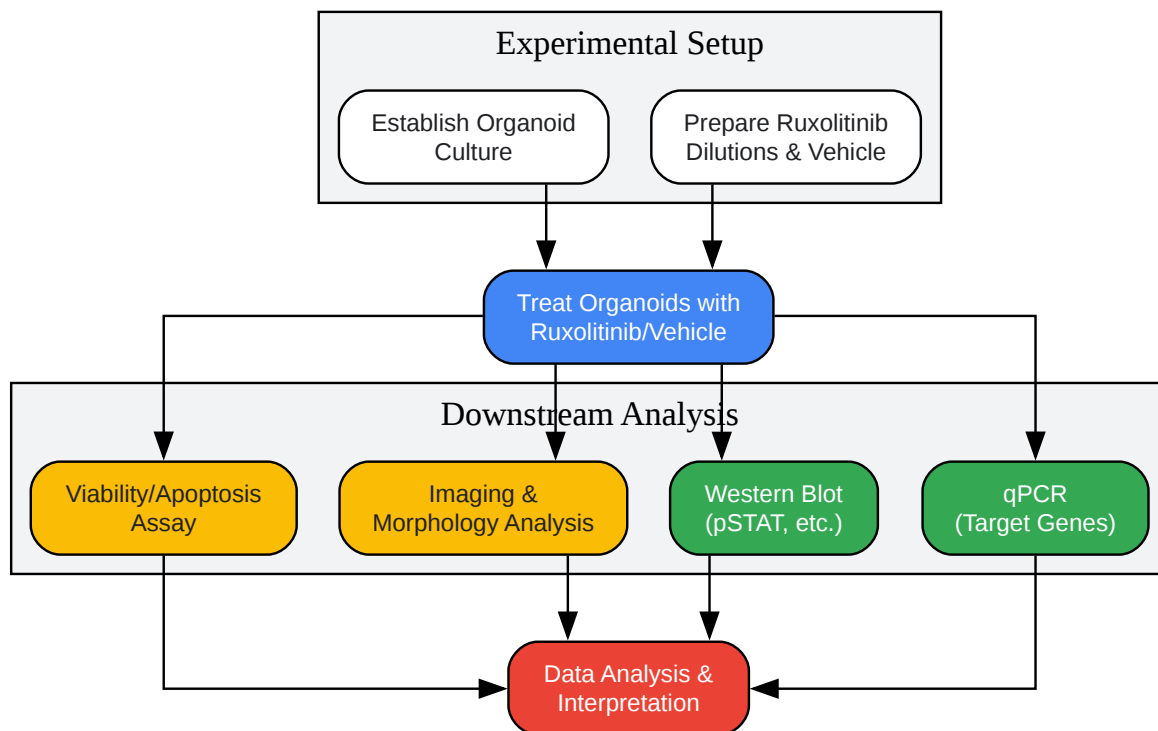 Experimental Setup
Establish Organoid
Culture
Prepare Ruxolitinib
Dilutions & Vehicle
Treat Organoids with
Ruxolitinib/Vehicle
Downstream Analysis
Viability/Apoptosis
Assay
Imaging &
Morphology Analysis
Western Blot
(pSTAT, etc.)
qPCR
(Target Genes)
Data Analysis &
Interpretation